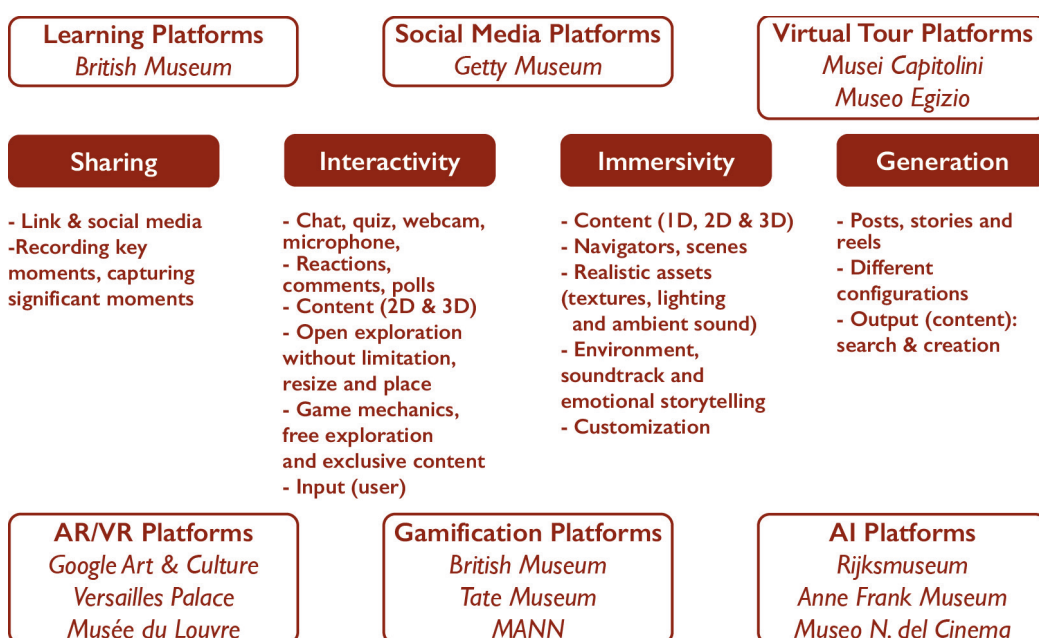 Learning Platforms
British Museum
Social Media Platforms
Getty Museum
Virtual Tour Platforms
Musei Capitolini
Museo Egizio
Sharing
- Link & social media
-Recording key
moments, capturing
significant moments
Interactivity
- Chat, quiz, webcam,
microphone,
- Reactions,
comments, polls
- Content (2D & 3D)
- Open exploration
without limitation,
resize and place
- Game mechanics,
free exploration
and exclusive content
- Input (user)
Immersivity
- Content (1D, 2D & 3D)
- Navigators, scenes
- Realistic assets
(textures, lighting
and ambient sound)
- Environment,
soundtrack and
emotional storytelling
- Customization
Generation
- Posts, stories and
reels
- Different
configurations
- Output (content):
search & creation
AR/VR Platforms
Google Art & Culture
Versailles Palace
Musée du Louvre
Gamification Platforms
British Museum
Tate Museum
MANN
AI Platforms
Rijksmuseum
Anne Frank Museum
Museo N. del Cinema